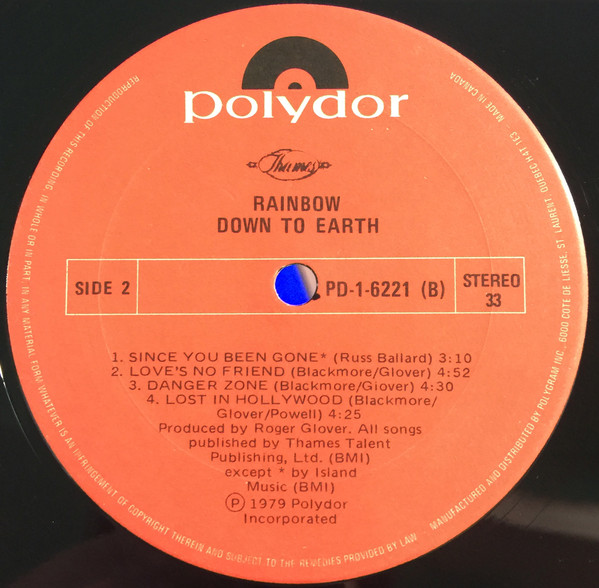 polydor
Thames
RAINBOW
DOWN TO EARTH
SIDE 2
PD-1-6221 (B)
STEREO
33
1. SINCE YOU BEEN GONE* (Russ Ballard) 3:10
2. LOVE'S NO FRIEND (Blackmore/Glover) 4:52
3. DANGER ZONE (Blackmore/Glover) 4:30
4. LOST IN HOLLYWOOD (Blackmore/
Glover/Powell) 4:25
Produced by Roger Glover. All songs
published by Thames Talent
Publishing, Ltd. (BMI)
except * by Island
Music (BMI)
Ⓟ 1979 Polydor
Incorporated
REPRODUCTION OF THIS RECORDING, IN WHOLE OR IN PART, IN ANY MATERIAL FORM WHATEVER IS AN INFRINGEMENT OF COPYRIGHT THEREIN AND SUBJECT TO THE REMEDIES PROVIDED BY LAW
MANUFACTURED AND DISTRIBUTED BY POLYGRAM INC. 6000 COTE DE LIESSE, ST LAURENT, QUEBEC H4T 1E3 MADE IN CANADA